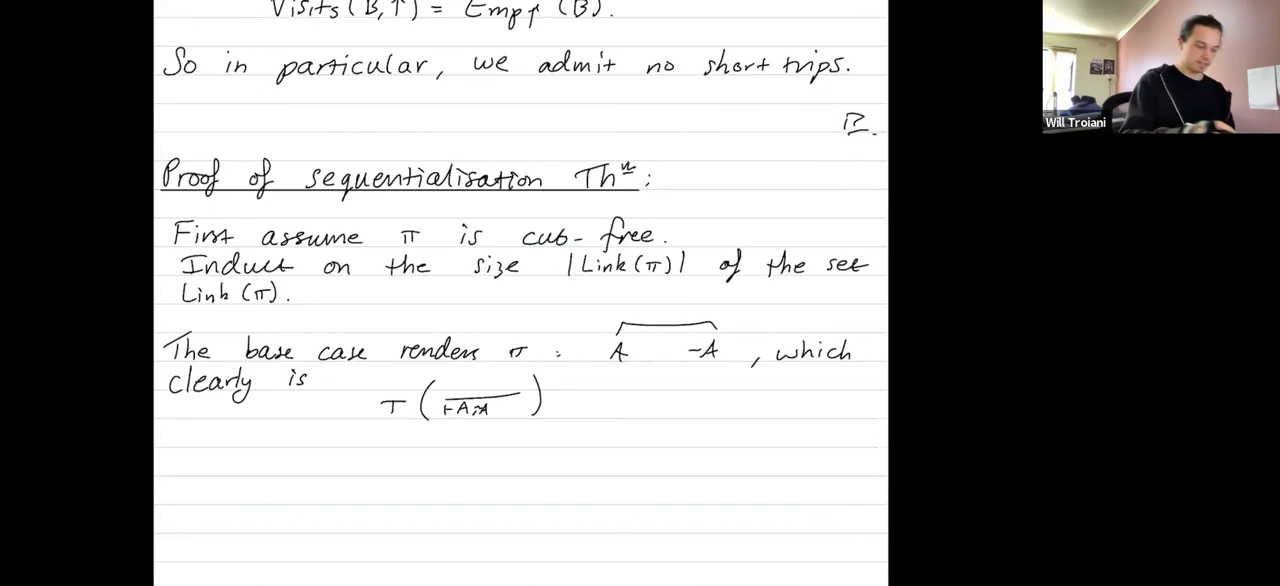 Visits(B,T) = Empt (B).
So in particular, we admit no short trips.
Will Troiani
Proof of sequentialisation Thm:
First assume π is cut-free.
Induct on the size |Link(π)| of the set
Link(π).
The base case renders π : A ¬A , which
clearly is
T ( ⊢A,¬A )